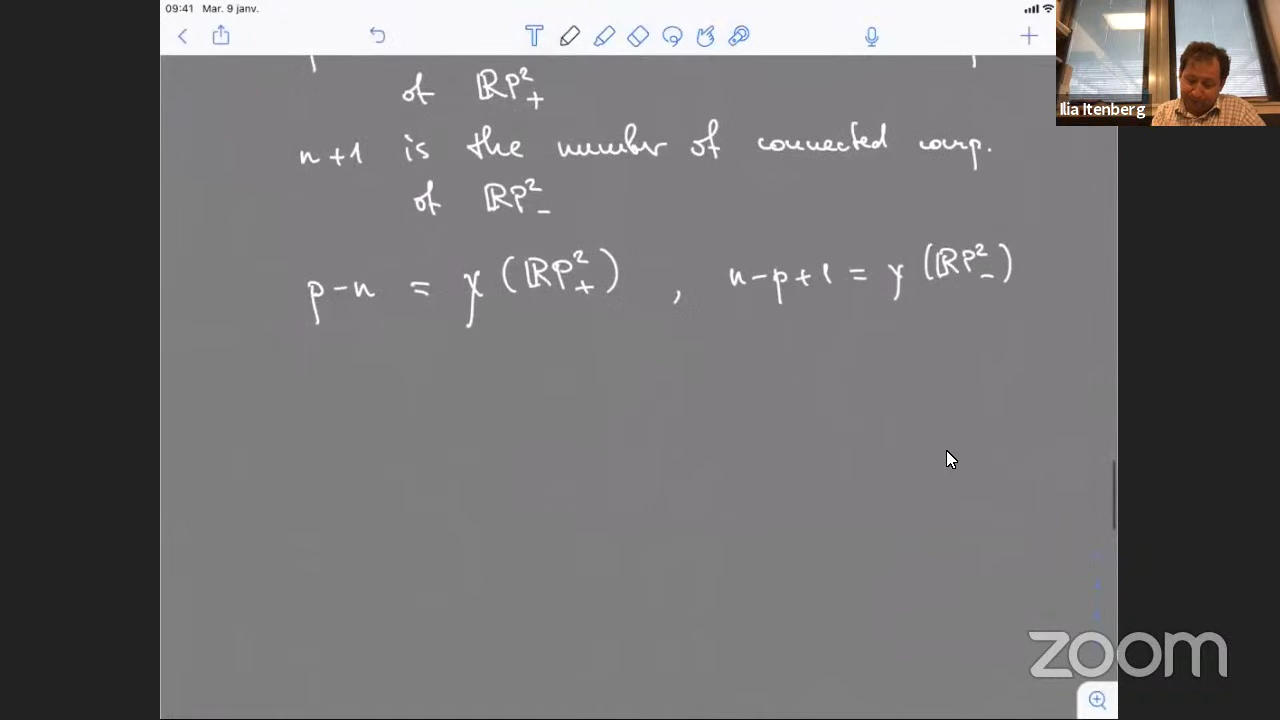 09:41 Mar. 9 janv.
Ilia Itenberg
of ℝP²₊
n+1 is the number of connected comp.
of ℝP²₋
p-n = χ(ℝP²₊) , n-p+1 = χ(ℝP²₋)
zoom